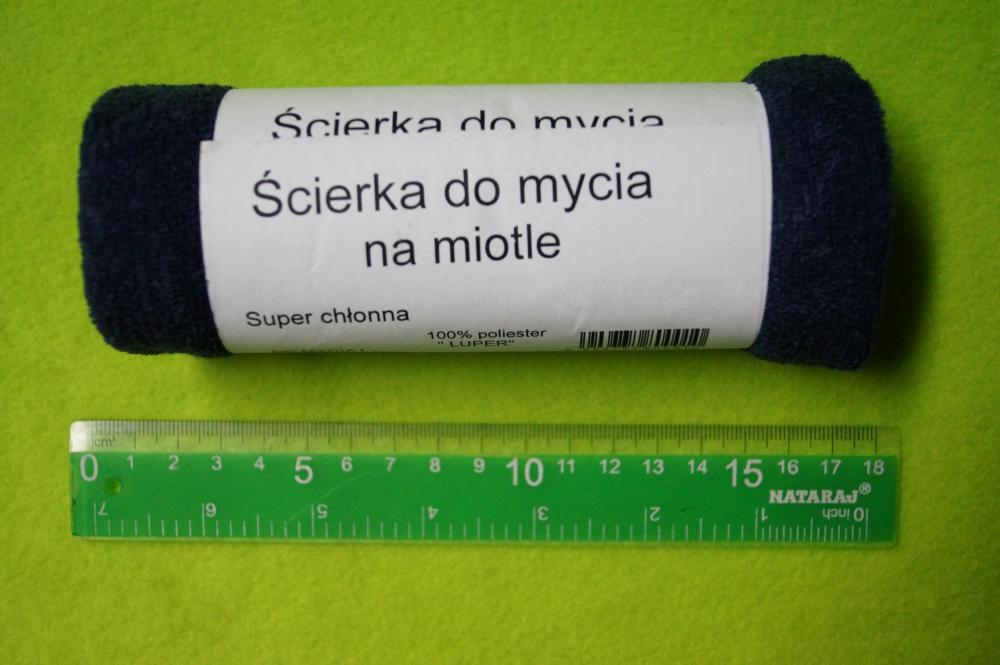 Ścierka do mycia
Ścierka do mycia
na miotle
Super chłonna
100% poliester
" LUPER"
cm
0 1 2 3 4 5 6 7 8 9 10 11 12 13 14 15 16 17 18
NATARAJ®
7 6 5 4 3 2 1 0 inch